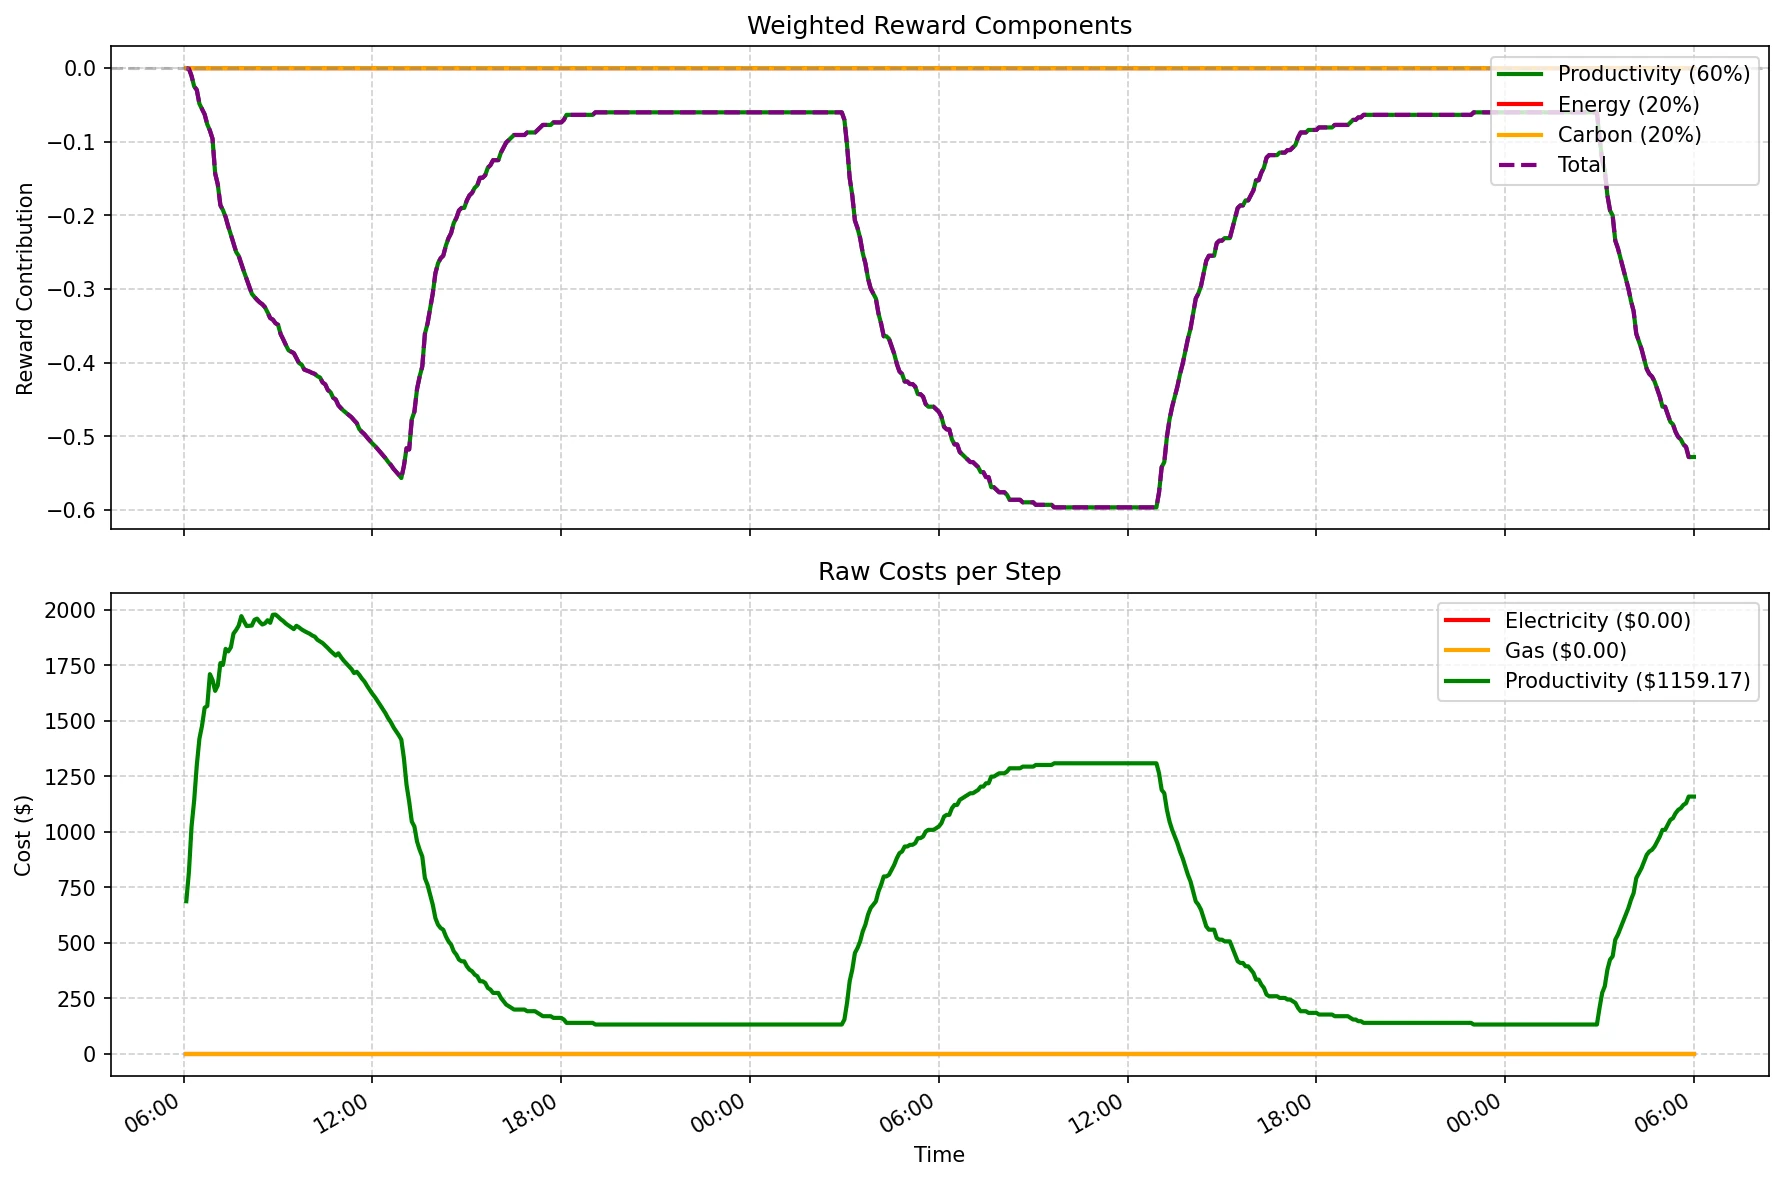 Weighted Reward Components
Reward Contribution
0.0
−0.1
−0.2
−0.3
−0.4
−0.5
−0.6
Productivity (60%)
Energy (20%)
Carbon (20%)
Total
Raw Costs per Step
Cost ($)
2000
1750
1500
1250
1000
750
500
250
0
Electricity ($0.00)
Gas ($0.00)
Productivity ($1159.17)
06:00 12:00 18:00 00:00 06:00 12:00 18:00 00:00 06:00
Time